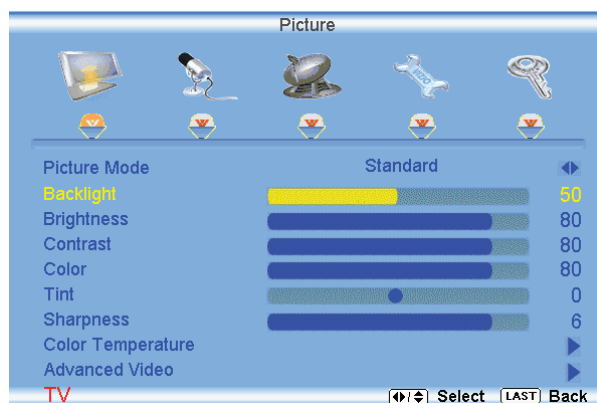 Picture
Picture Mode Standard
Backlight 50
Brightness 80
Contrast 80
Color 80
Tint 0
Sharpness 6
Color Temperature
Advanced Video
TV Select LAST Back